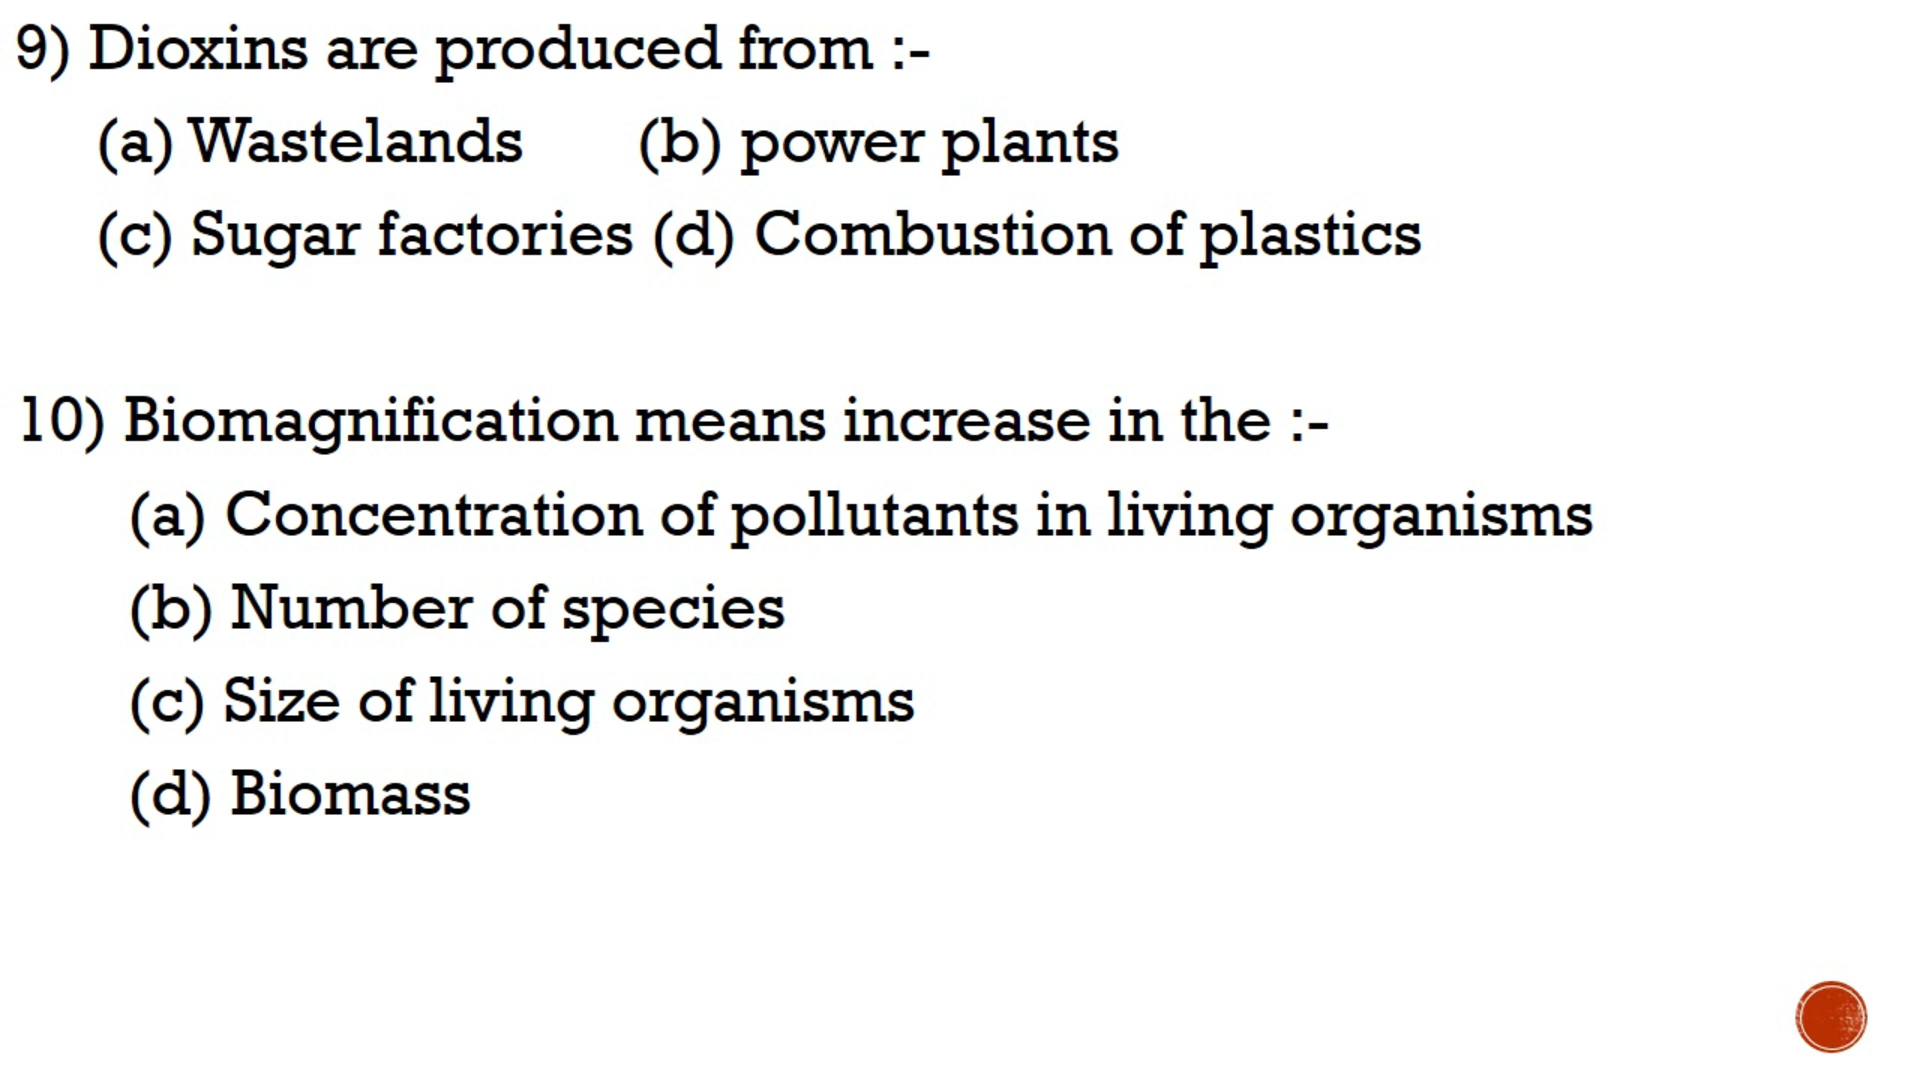 9) Dioxins are produced from :-
(a) Wastelands (b) power plants
(c) Sugar factories (d) Combustion of plastics
10) Biomagnification means increase in the :-
(a) Concentration of pollutants in living organisms
(b) Number of species
(c) Size of living organisms
(d) Biomass